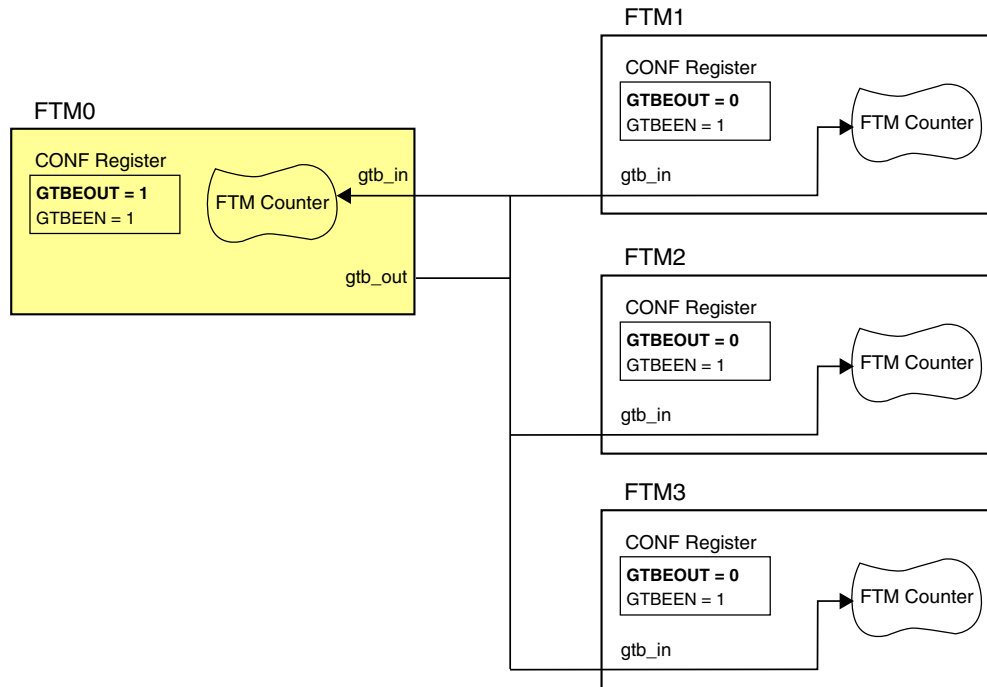 FTM0
CONF Register
GTBEOUT = 1
GTBEEN = 1
FTM Counter
gtb_in
gtb_out
FTM1
CONF Register
GTBEOUT = 0
GTBEEN = 1
FTM Counter
gtb_in
FTM2
CONF Register
GTBEOUT = 0
GTBEEN = 1
FTM Counter
gtb_in
FTM3
CONF Register
GTBEOUT = 0
GTBEEN = 1
FTM Counter
gtb_in